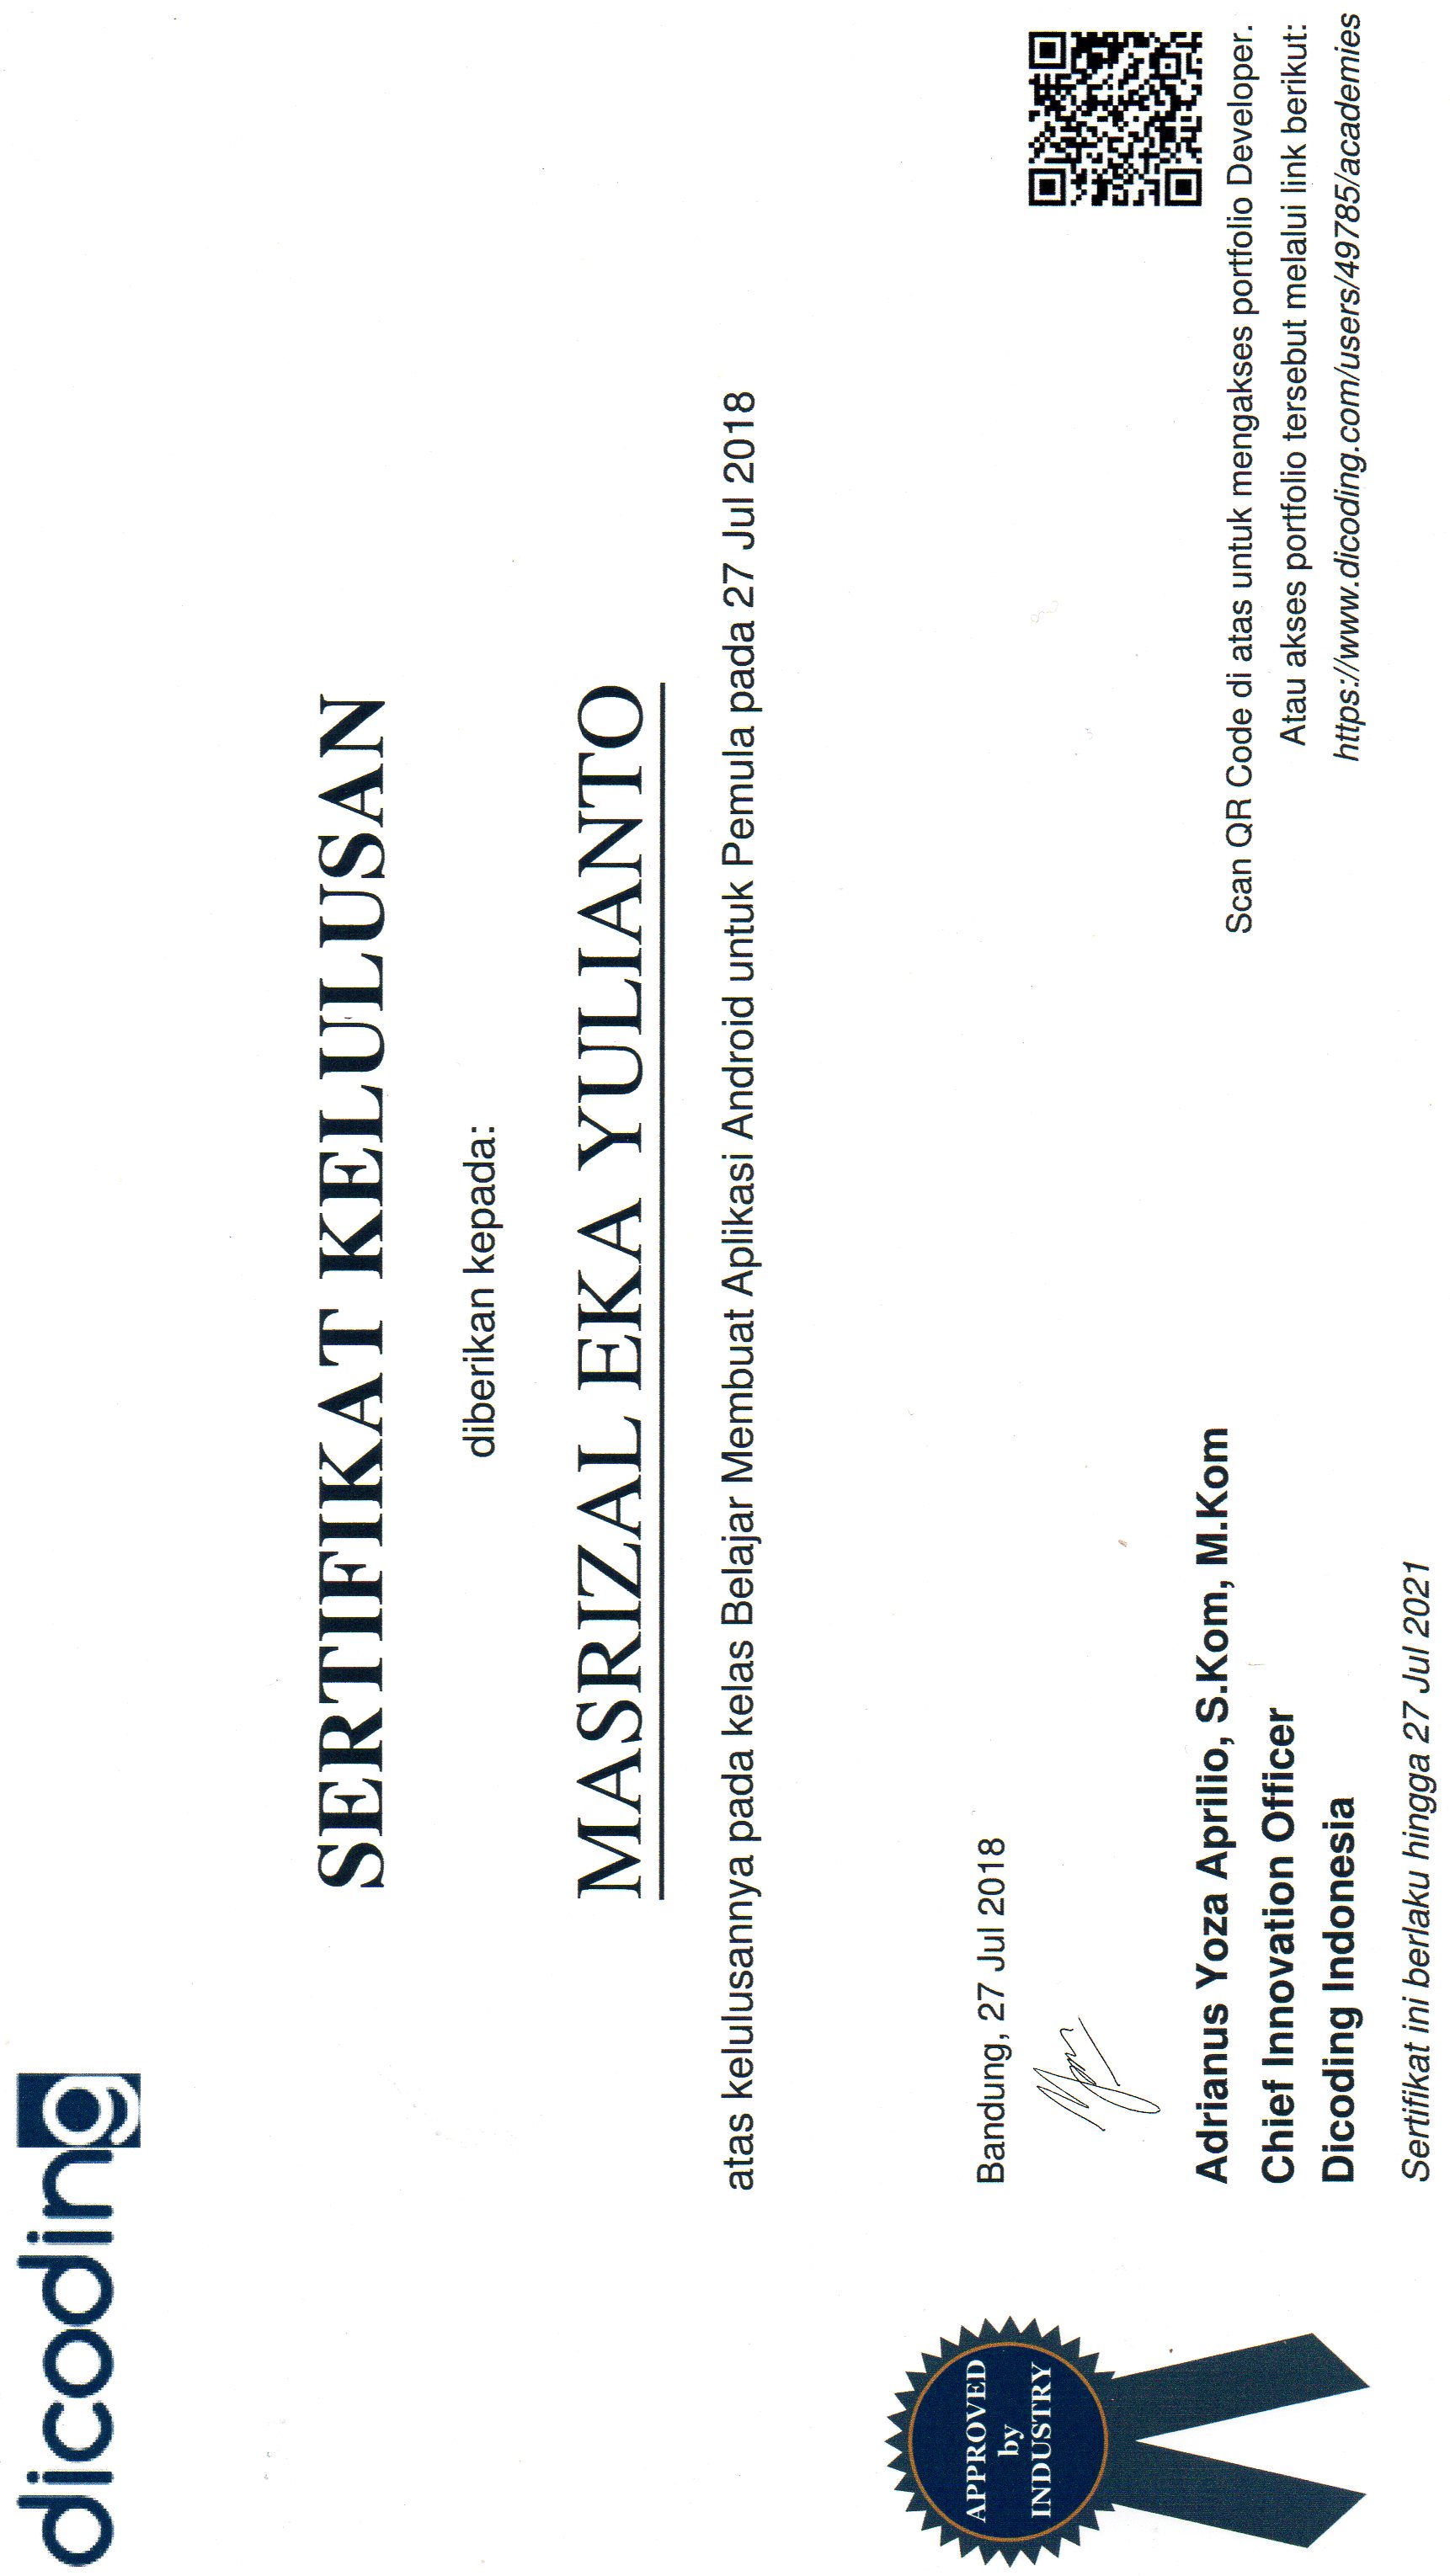 dicoding
SERTIFIKAT KELULUSAN
diberikan kepada:
MASRIZAL EKA YULIANTO
atas kelulusannya pada kelas Belajar Membuat Aplikasi Android untuk Pemula pada 27 Jul 2018
APPROVED
by
INDUSTRY
Bandung, 27 Jul 2018
Adrianus Yoza Aprilio, S.Kom, M.Kom
Chief Innovation Officer
Dicoding Indonesia
Sertifikat ini berlaku hingga 27 Jul 2021
Scan QR Code di atas untuk mengakses portfolio Developer.
Atau akses portfolio tersebut melalui link berikut:
https://www.dicoding.com/users/49785/academies